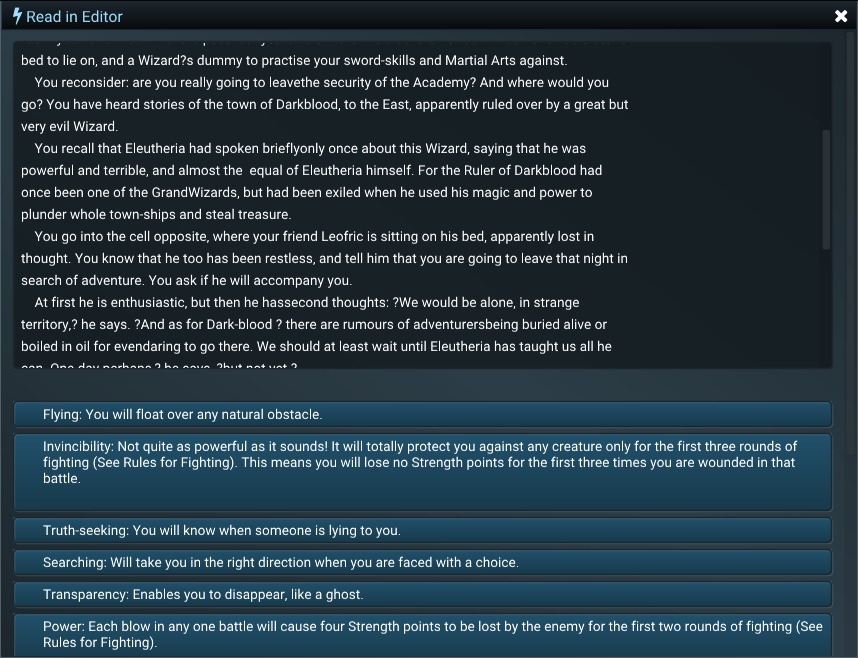 Read in Editor
bed to lie on, and a Wizard?s dummy to practise your sword-skills and Martial Arts against.
You reconsider: are you really going to leavethe security of the Academy? And where would you
go? You have heard stories of the town of Darkblood, to the East, apparently ruled over by a great but
very evil Wizard.
You recall that Eleutheria had spoken brieflyonly once about this Wizard, saying that he was
powerful and terrible, and almost the  equal of Eleutheria himself. For the Ruler of Darkblood had
once been one of the GrandWizards, but had been exiled when he used his magic and power to
plunder whole town-ships and steal treasure.
You go into the cell opposite, where your friend Leofric is sitting on his bed, apparently lost in
thought. You know that he too has been restless, and tell him that you are going to leave that night in
search of adventure. You ask if he will accompany you.
At first he is enthusiastic, but then he hassecond thoughts: ?We would be alone, in strange
territory,? he says. ?And as for Dark-blood ? there are rumours of adventurersbeing buried alive or
boiled in oil for evendaring to go there. We should at least wait until Eleutheria has taught us all he
can. One day perhaps,? he says, ?but not yet.?
Flying: You will float over any natural obstacle.
Invincibility: Not quite as powerful as it sounds! It will totally protect you against any creature only for the first three rounds of
fighting (See Rules for Fighting). This means you will lose no Strength points for the first three times you are wounded in that
battle.
Truth-seeking: You will know when someone is lying to you.
Searching: Will take you in the right direction when you are faced with a choice.
Transparency: Enables you to disappear, like a ghost.
Power: Each blow in any one battle will cause four Strength points to be lost by the enemy for the first two rounds of fighting (See
Rules for Fighting).